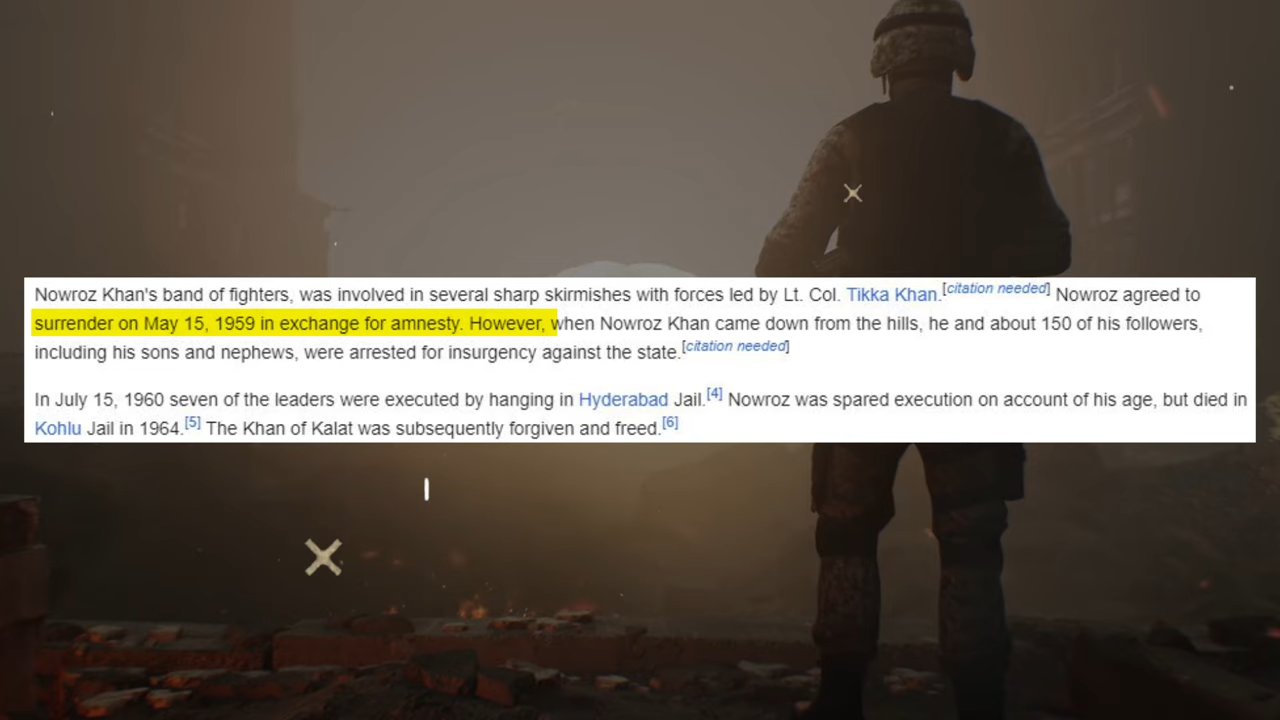 Nowroz Khan's band of fighters, was involved in several sharp skirmishes with forces led by Lt. Col. Tikka Khan.[citation needed] Nowroz agreed to
surrender on May 15, 1959 in exchange for amnesty. However, when Nowroz Khan came down from the hills, he and about 150 of his followers,
including his sons and nephews, were arrested for insurgency against the state.[citation needed]
In July 15, 1960 seven of the leaders were executed by hanging in Hyderabad Jail.[4] Nowroz was spared execution on account of his age, but died in
Kohlu Jail in 1964.[5] The Khan of Kalat was subsequently forgiven and freed.[6]